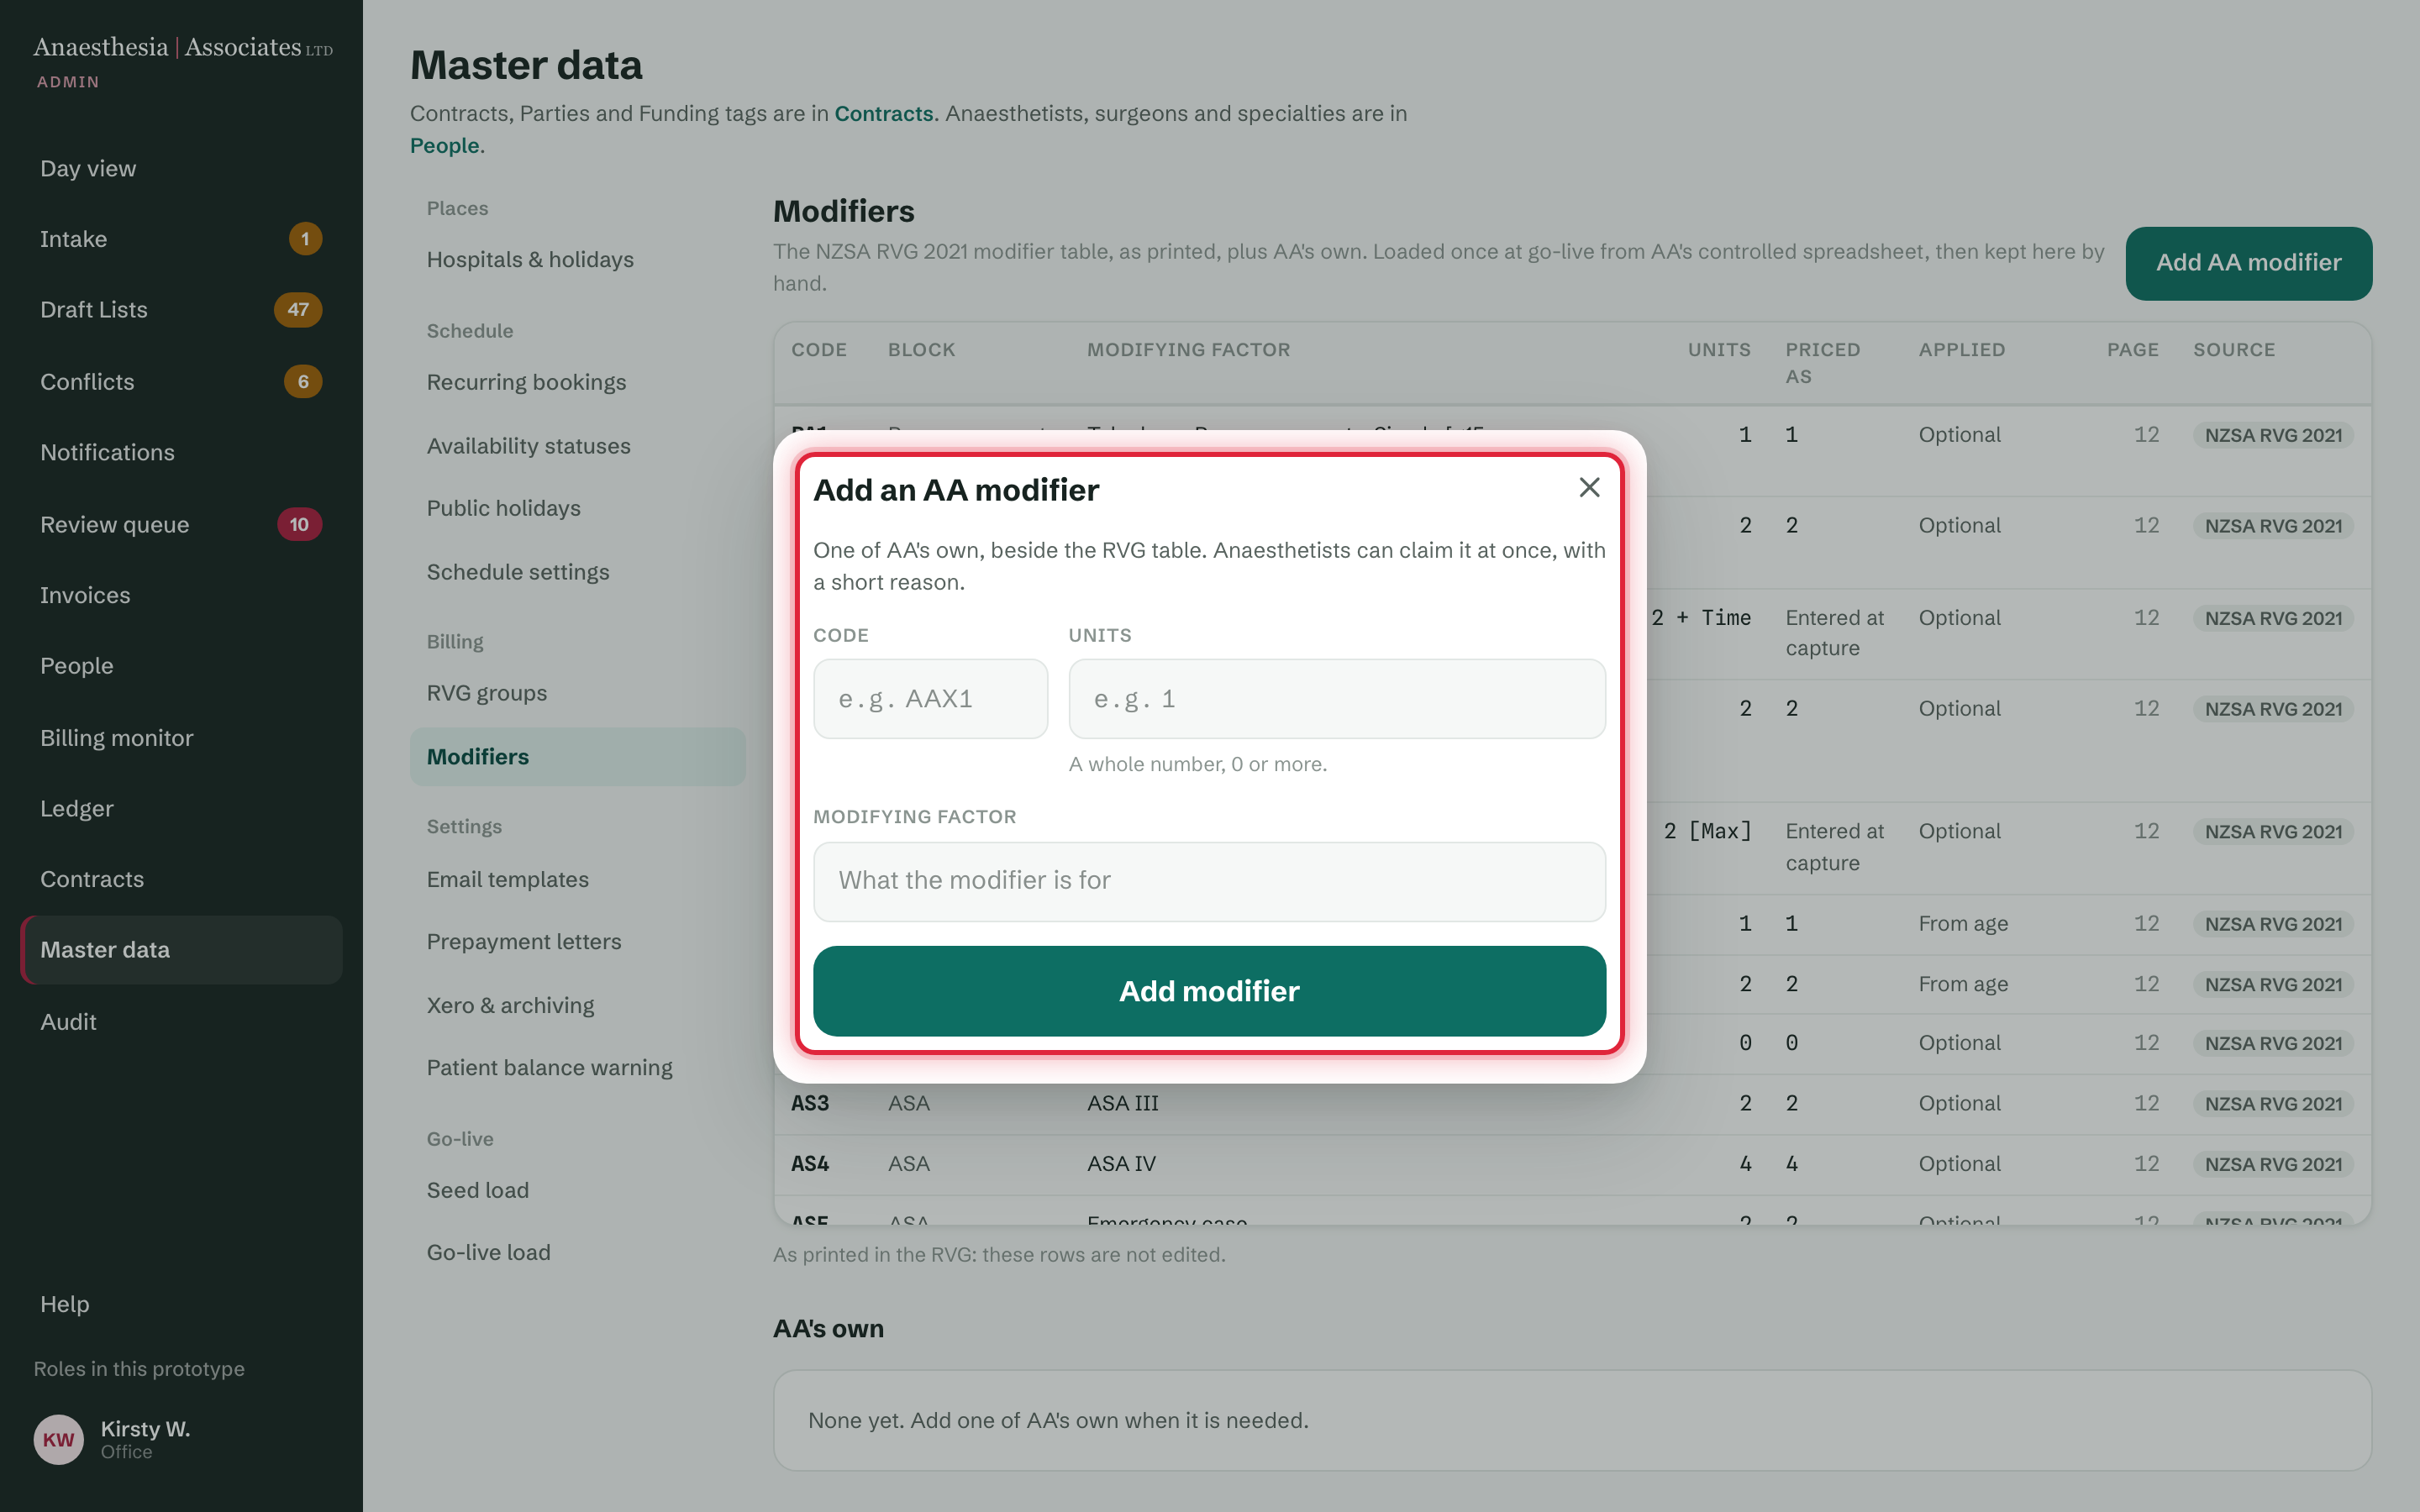 Anaesthesia | Associates LTD
ADMIN
Day view
Intake 1
Draft Lists 47
Conflicts 6
Notifications
Review queue 10
Invoices
People
Billing monitor
Ledger
Contracts
Master data
Audit
Help
Roles in this prototype
KW Kirsty W.
Office
Master data
Contracts, Parties and Funding tags are in Contracts. Anaesthetists, surgeons and specialties are in
People.
Places
Hospitals & holidays
Schedule
Recurring bookings
Availability statuses
Public holidays
Schedule settings
Billing
RVG groups
Modifiers
Settings
Email templates
Prepayment letters
Xero & archiving
Patient balance warning
Go-live
Seed load
Go-live load
Modifiers
The NZSA RVG 2021 modifier table, as printed, plus AA's own. Loaded once at go-live from AA's controlled spreadsheet, then kept here by
hand.
Add AA modifier
CODE BLOCK MODIFYING FACTOR UNITS PRICED AS APPLIED PAGE SOURCE
1 1 Optional 12 NZSA RVG 2021
2 2 Optional 12 NZSA RVG 2021
2 + Time Entered at capture Optional 12 NZSA RVG 2021
2 2 Optional 12 NZSA RVG 2021
2 [Max] Entered at capture Optional 12 NZSA RVG 2021
1 1 From age 12 NZSA RVG 2021
2 2 From age 12 NZSA RVG 2021
0 0 Optional 12 NZSA RVG 2021
AS3 ASA ASA III 2 2 Optional 12 NZSA RVG 2021
AS4 ASA ASA IV 4 4 Optional 12 NZSA RVG 2021
ASA Emergency case 2 2 Optional 12 NZSA RVG 2021
As printed in the RVG: these rows are not edited.
AA's own
None yet. Add one of AA's own when it is needed.
Add an AA modifier
One of AA's own, beside the RVG table. Anaesthetists can claim it at once, with
a short reason.
CODE UNITS
e.g. AAX1 e.g. 1
A whole number, 0 or more.
MODIFYING FACTOR
What the modifier is for
Add modifier